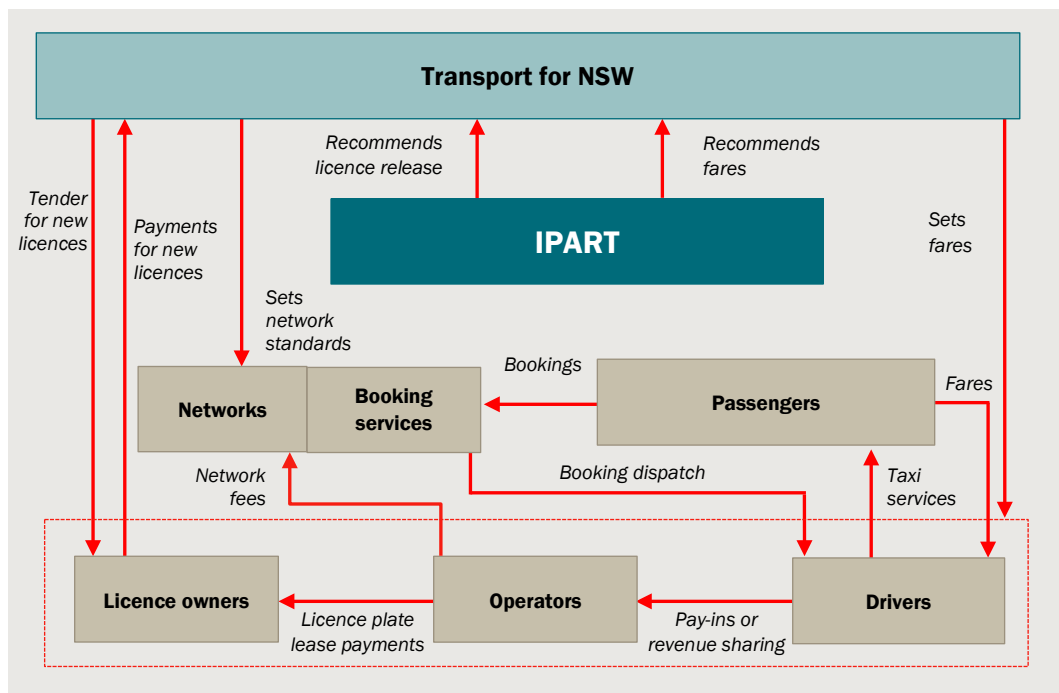 Transport for NSW
Recommends
licence release
Recommends
fares
Tender
for new
licences
Payments
for new
licences
IPART
Sets
fares
Sets
network
standards
Bookings
Fares
Networks
Booking
services
Passengers
Network
fees
Booking dispatch
Taxi
services
Licence owners
Operators
Drivers
Licence plate
lease payments
Pay-ins or
revenue sharing